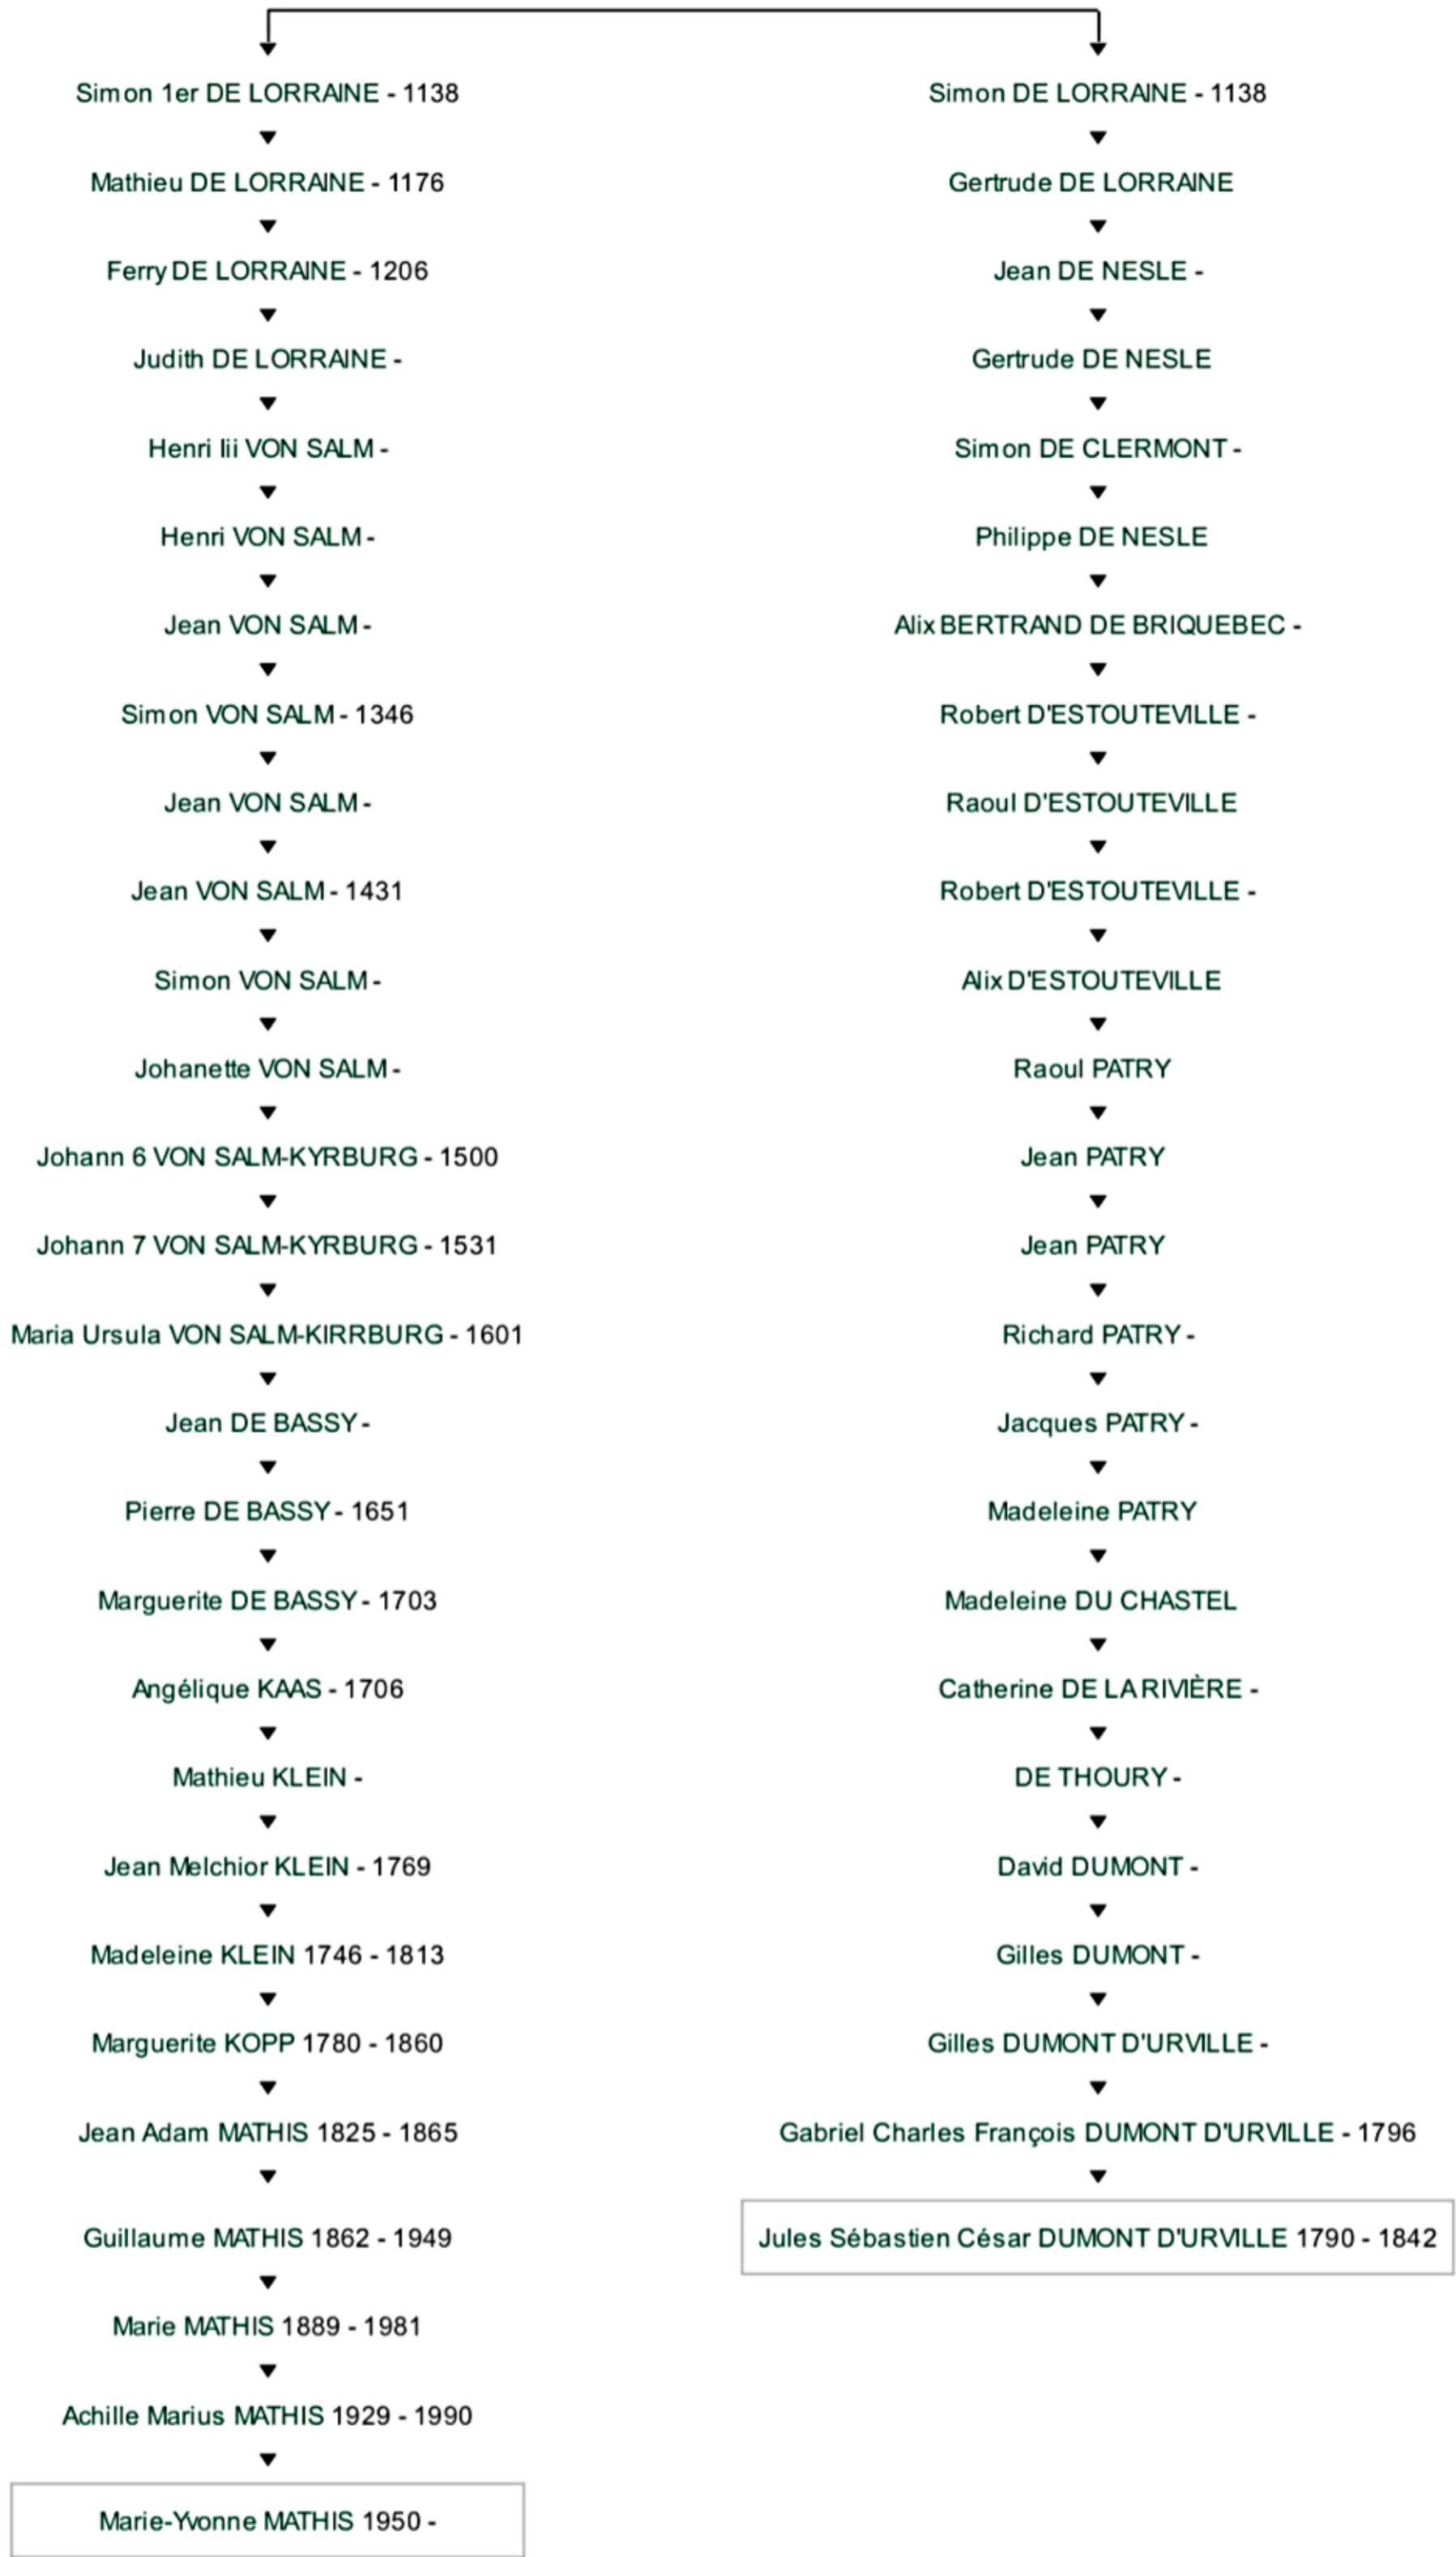 Simon 1er DE LORRAINE - 1138
Mathieu DE LORRAINE - 1176
Ferry DE LORRAINE - 1206
Judith DE LORRAINE -
Henri Iii VON SALM -
Henri VON SALM -
Jean VON SALM -
Simon VON SALM - 1346
Jean VON SALM -
Jean VON SALM - 1431
Simon VON SALM -
Johanette VON SALM -
Johann 6 VON SALM-KYRBURG - 1500
Johann 7 VON SALM-KYRBURG - 1531
Maria Ursula VON SALM-KIRRBURG - 1601
Jean DE BASSY -
Pierre DE BASSY - 1651
Marguerite DE BASSY - 1703
Angélique KAAS - 1706
Mathieu KLEIN -
Jean Melchior KLEIN - 1769
Madeleine KLEIN 1746 - 1813
Marguerite KOPP 1780 - 1860
Jean Adam MATHIS 1825 - 1865
Guillaume MATHIS 1862 - 1949
Marie MATHIS 1889 - 1981
Achille Marius MATHIS 1929 - 1990
Marie-Yvonne MATHIS 1950 -
Simon DE LORRAINE - 1138
Gertrude DE LORRAINE
Jean DE NESLE -
Gertrude DE NESLE
Simon DE CLERMONT -
Philippe DE NESLE
Alix BERTRAND DE BRIQUEBEC -
Robert D'ESTOUTEVILLE -
Raoul D'ESTOUTEVILLE
Robert D'ESTOUTEVILLE -
Alix D'ESTOUTEVILLE
Raoul PATRY
Jean PATRY
Jean PATRY
Richard PATRY -
Jacques PATRY -
Madeleine PATRY
Madeleine DU CHASTEL
Catherine DE LA RIVIÈRE -
DE THOURY -
David DUMONT -
Gilles DUMONT -
Gilles DUMONT D'URVILLE -
Gabriel Charles François DUMONT D'URVILLE - 1796
Jules Sébastien César DUMONT D'URVILLE 1790 - 1842